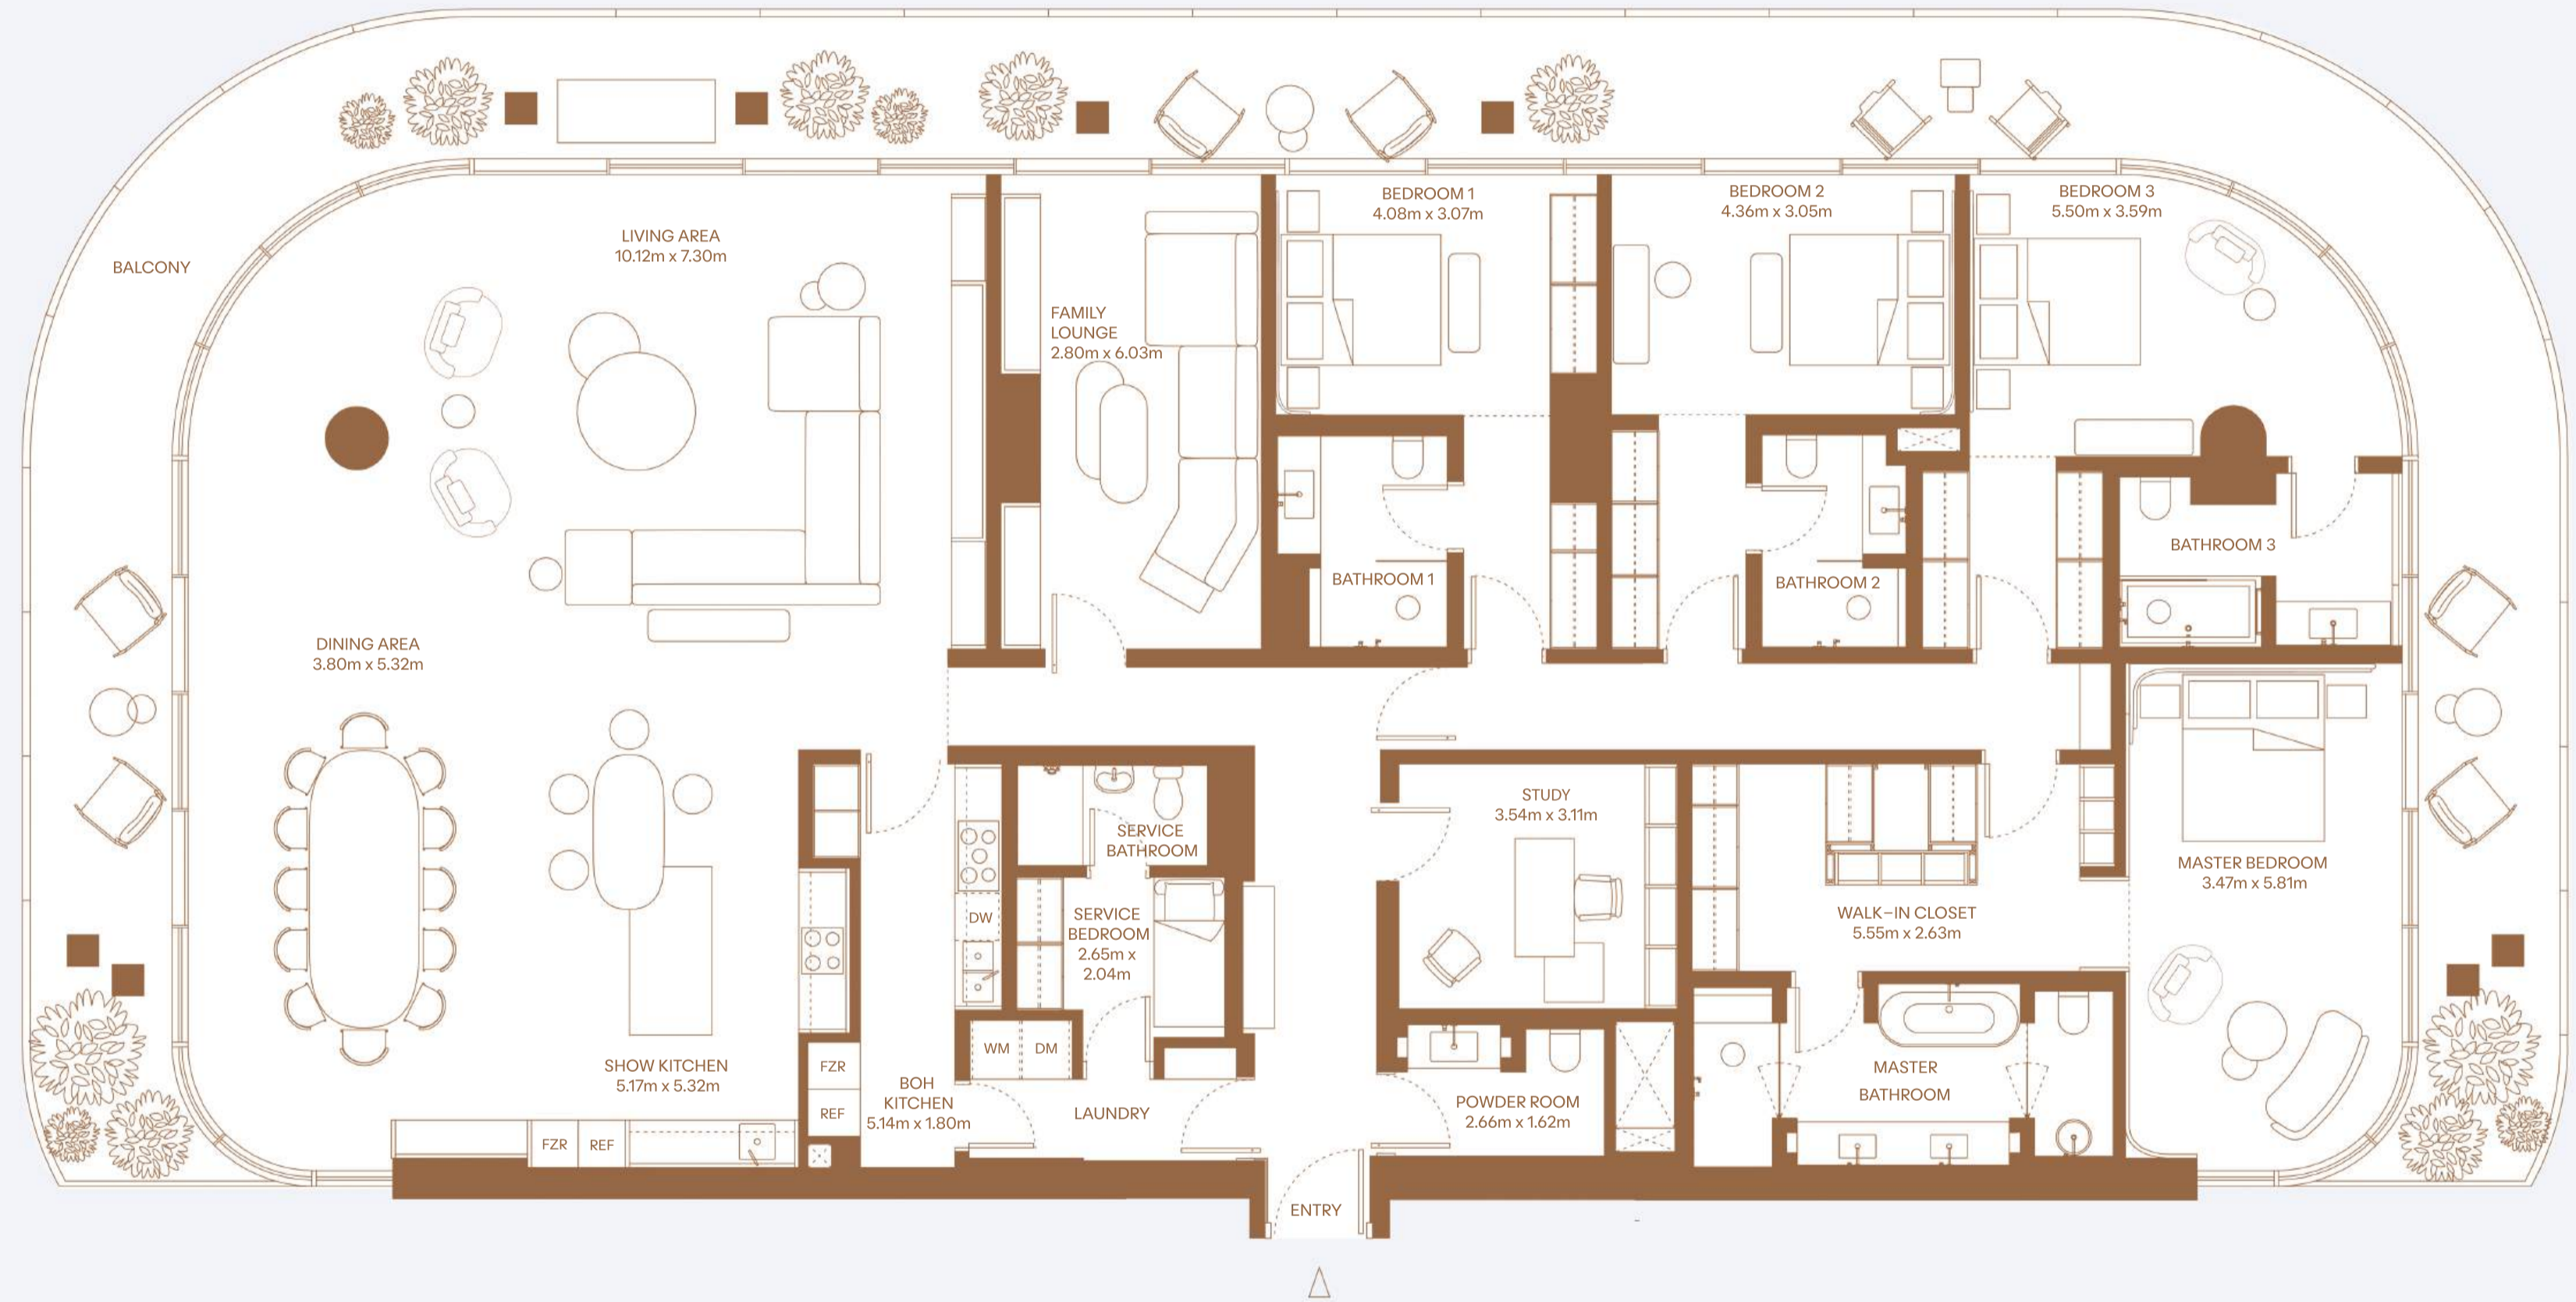 BALCONY
LIVING AREA
10.12m x 7.30m
FAMILY
LOUNGE
2.80m x 6.03m
BEDROOM 1
4.08m x 3.07m
BEDROOM 2
4.36m x 3.05m
BEDROOM 3
5.50m x 3.59m
BATHROOM 1
BATHROOM 2
BATHROOM 3
DINING AREA
3.80m x 5.32m
SHOW KITCHEN
5.17m x 5.32m
FZR
REF
FZR
REF
BOH
KITCHEN
5.14m x 1.80m
DW
SERVICE
BATHROOM
SERVICE
BEDROOM
2.65m x
2.04m
WM
DM
LAUNDRY
STUDY
3.54m x 3.11m
POWDER ROOM
2.66m x 1.62m
WALK-IN CLOSET
5.55m x 2.63m
MASTER
BATHROOM
MASTER BEDROOM
3.47m x 5.81m
ENTRY